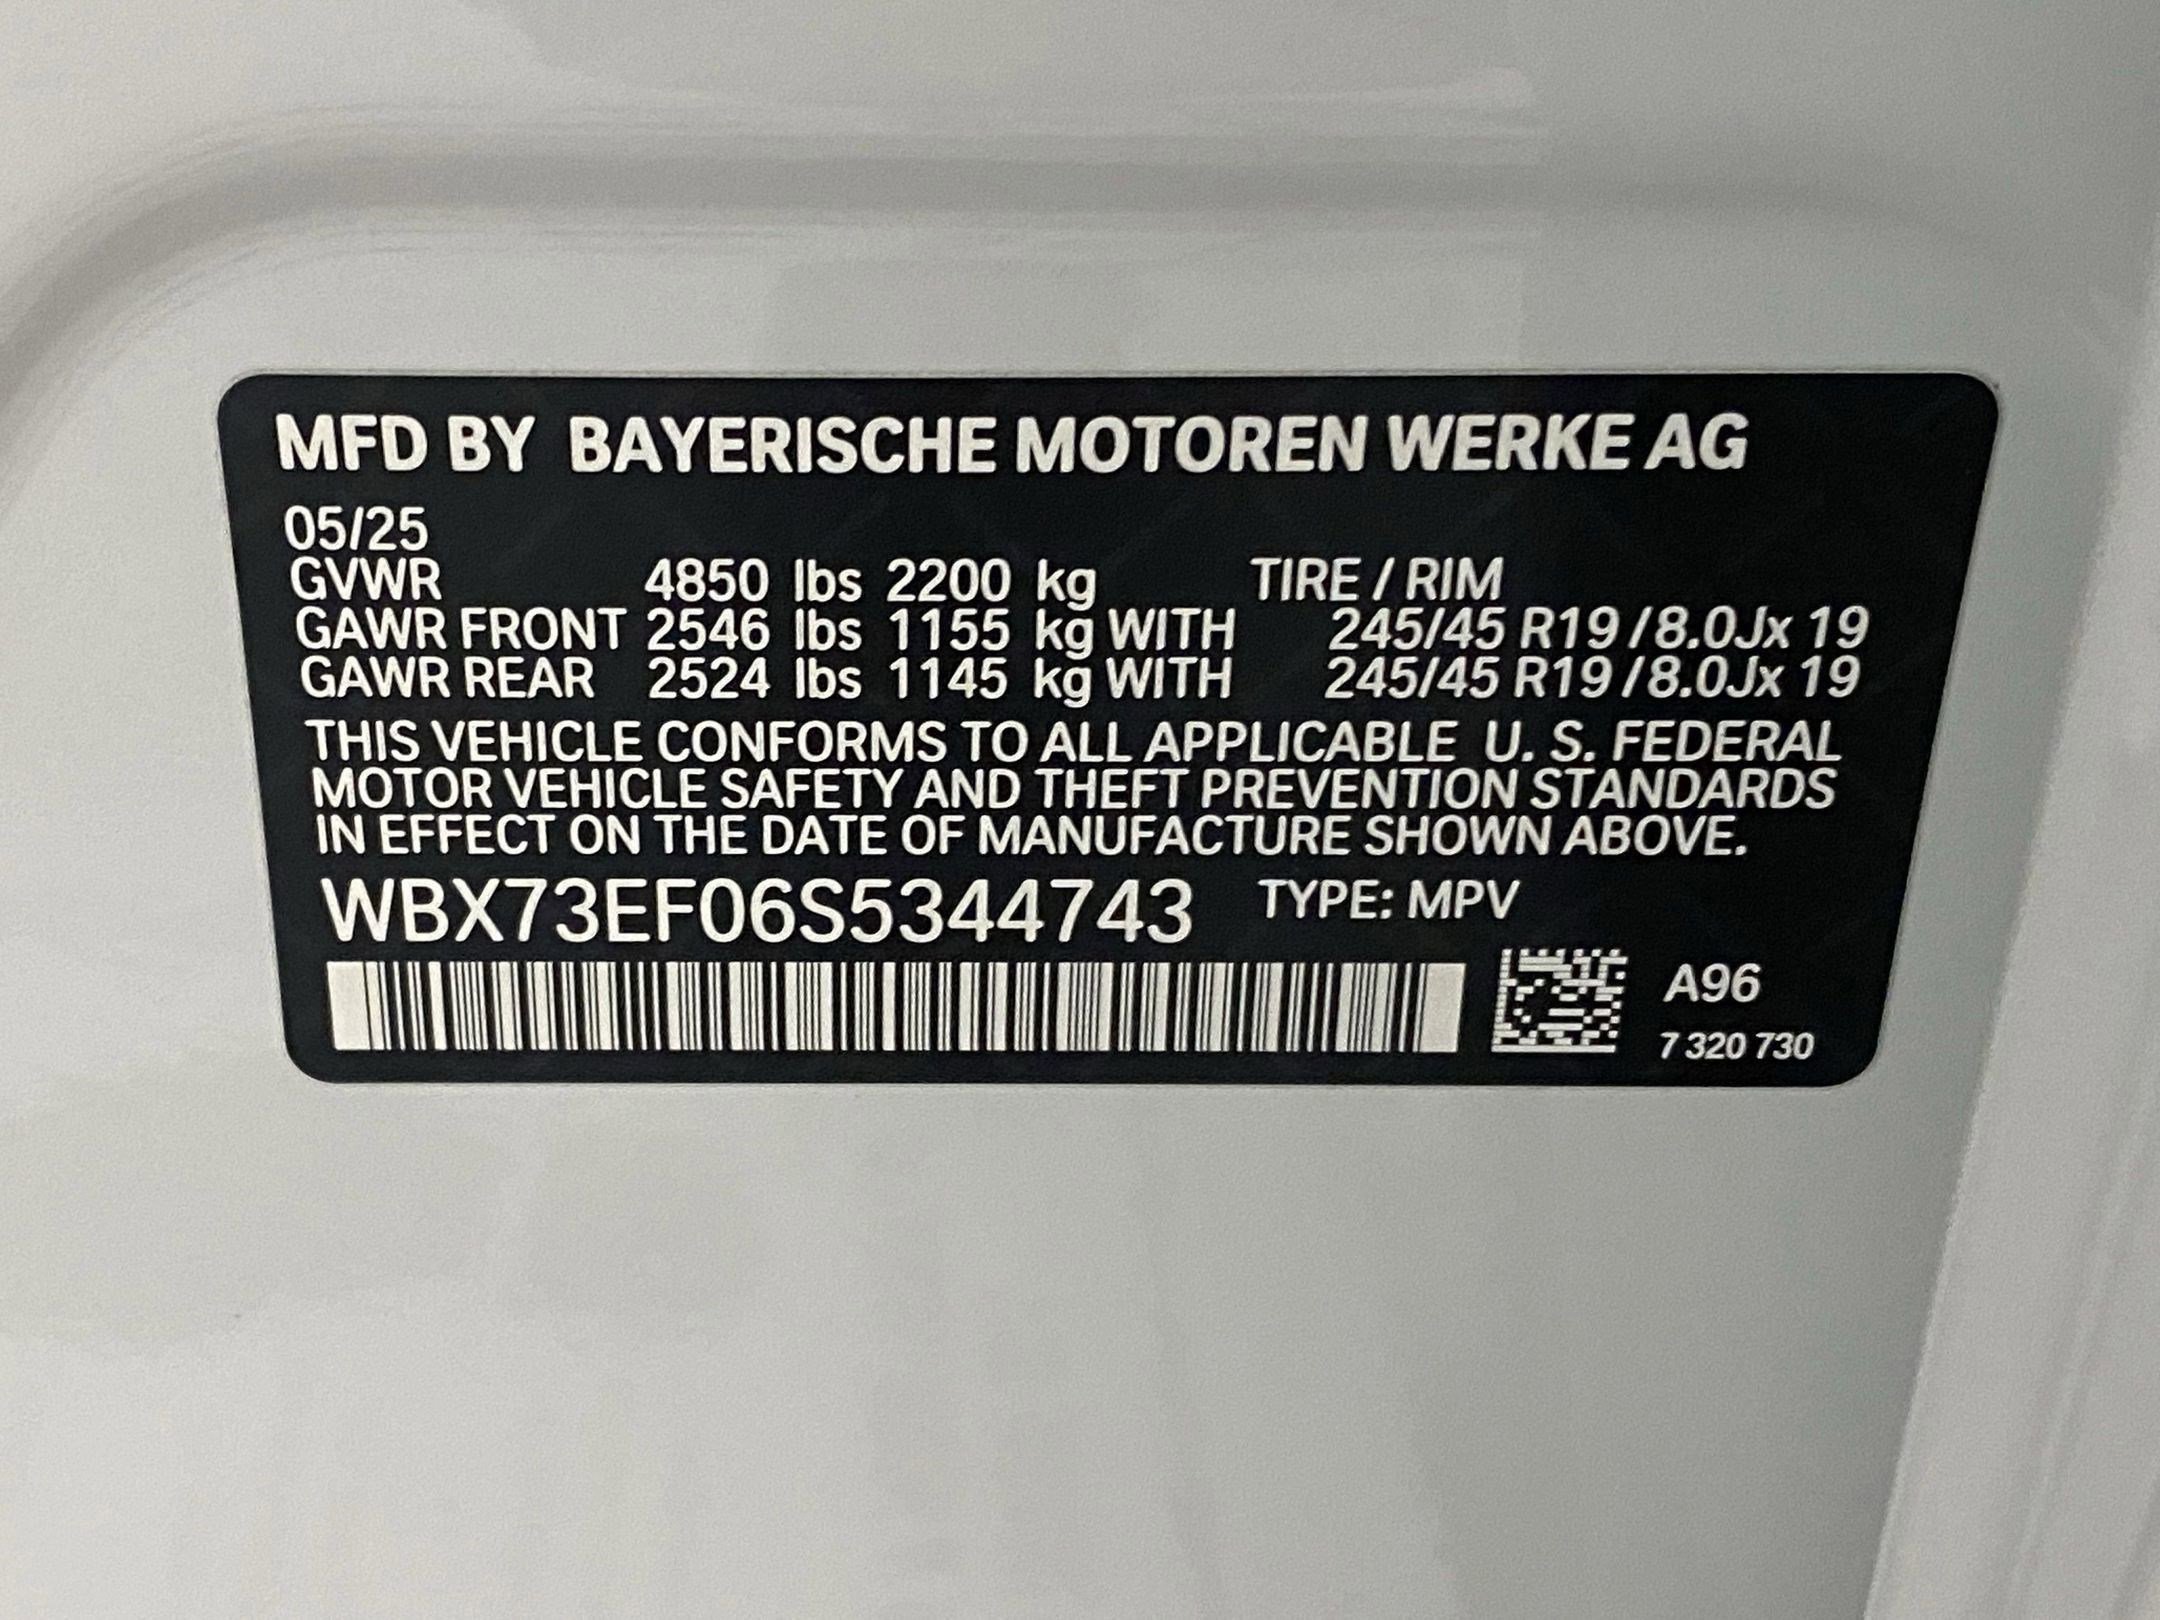 MFD BY BAYERISCHE MOTOREN WERKE AG
05/25
GVWR 4850 lbs 2200 kg TIRE / RIM
GAWR FRONT 2546 lbs 1155 kg WITH 245/45 R19 / 8.0Jx 19
GAWR REAR 2524 lbs 1145 kg WITH 245/45 R19 / 8.0Jx 19
THIS VEHICLE CONFORMS TO ALL APPLICABLE U. S. FEDERAL
MOTOR VEHICLE SAFETY AND THEFT PREVENTION STANDARDS
IN EFFECT ON THE DATE OF MANUFACTURE SHOWN ABOVE.
WBX73EF06S5344743 TYPE: MPV
A96
7 320 730